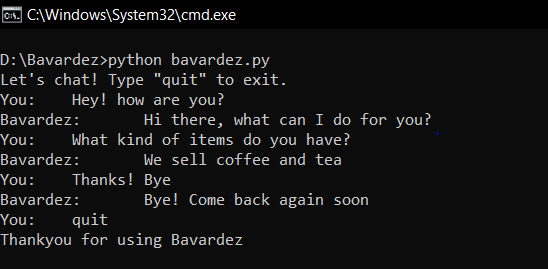 C:\Windows\System32\cmd.exe
D:\Bavardez>python bavardez.py
Let's chat! Type "quit" to exit.
You: Hey! how are you?
Bavardez: Hi there, what can I do for you?
You: What kind of items do you have?
Bavardez: We sell coffee and tea
You: Thanks! Bye
Bavardez: Bye! Come back again soon
You: quit
Thankyou for using Bavardez